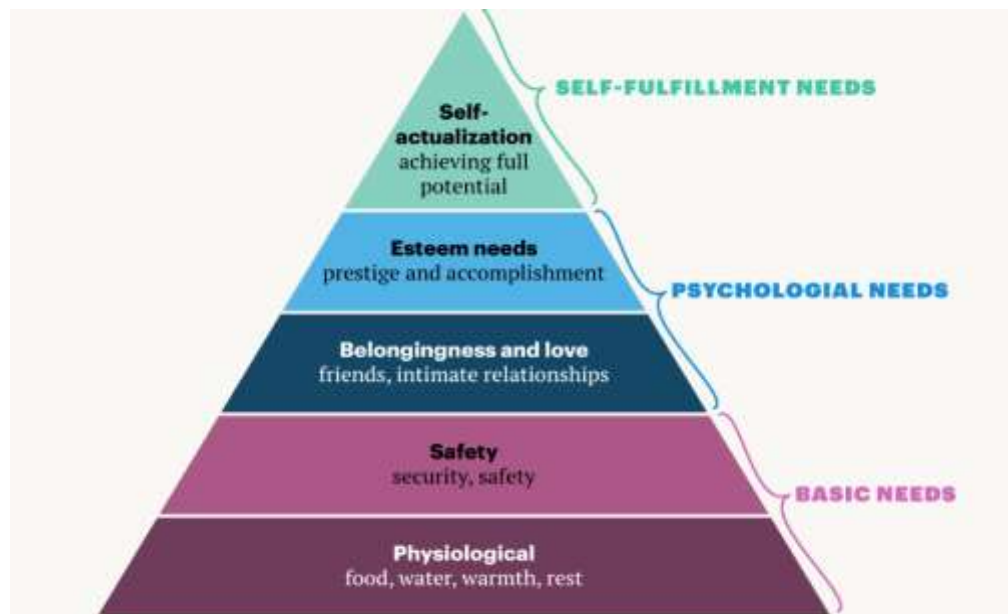 SELF-FULFILLMENT NEEDS
Self-
actualization
achieving full
potential
Esteem needs
prestige and accomplishment
PSYCHOLOGIAL NEEDS
Belongingness and love
friends, intimate relationships
Safety
security, safety
BASIC NEEDS
Physiological
food, water, warmth, rest